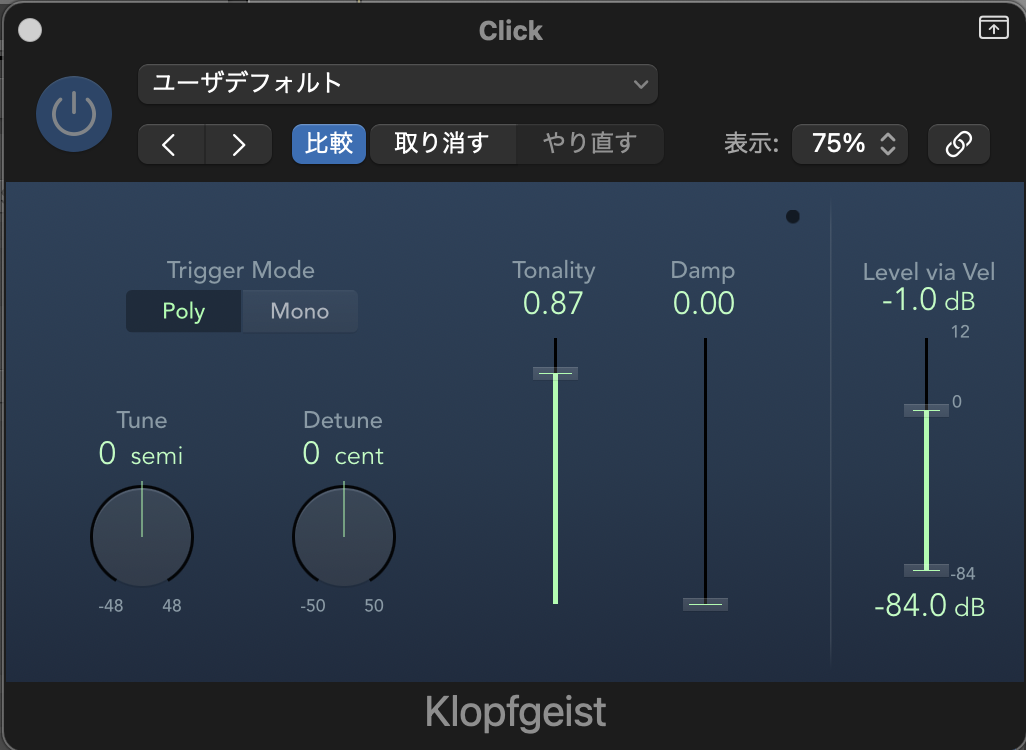 Click
ユーザデフォルト
比較 取り消す やり直す 表示: 75%
Trigger Mode
Poly Mono
Tonality
0.87
Damp
0.00
Level via Vel
-1.0 dB
12
0
-84
-84.0 dB
Tune
0 semi
-48 48
Detune
0 cent
-50 50
Klopfgeist